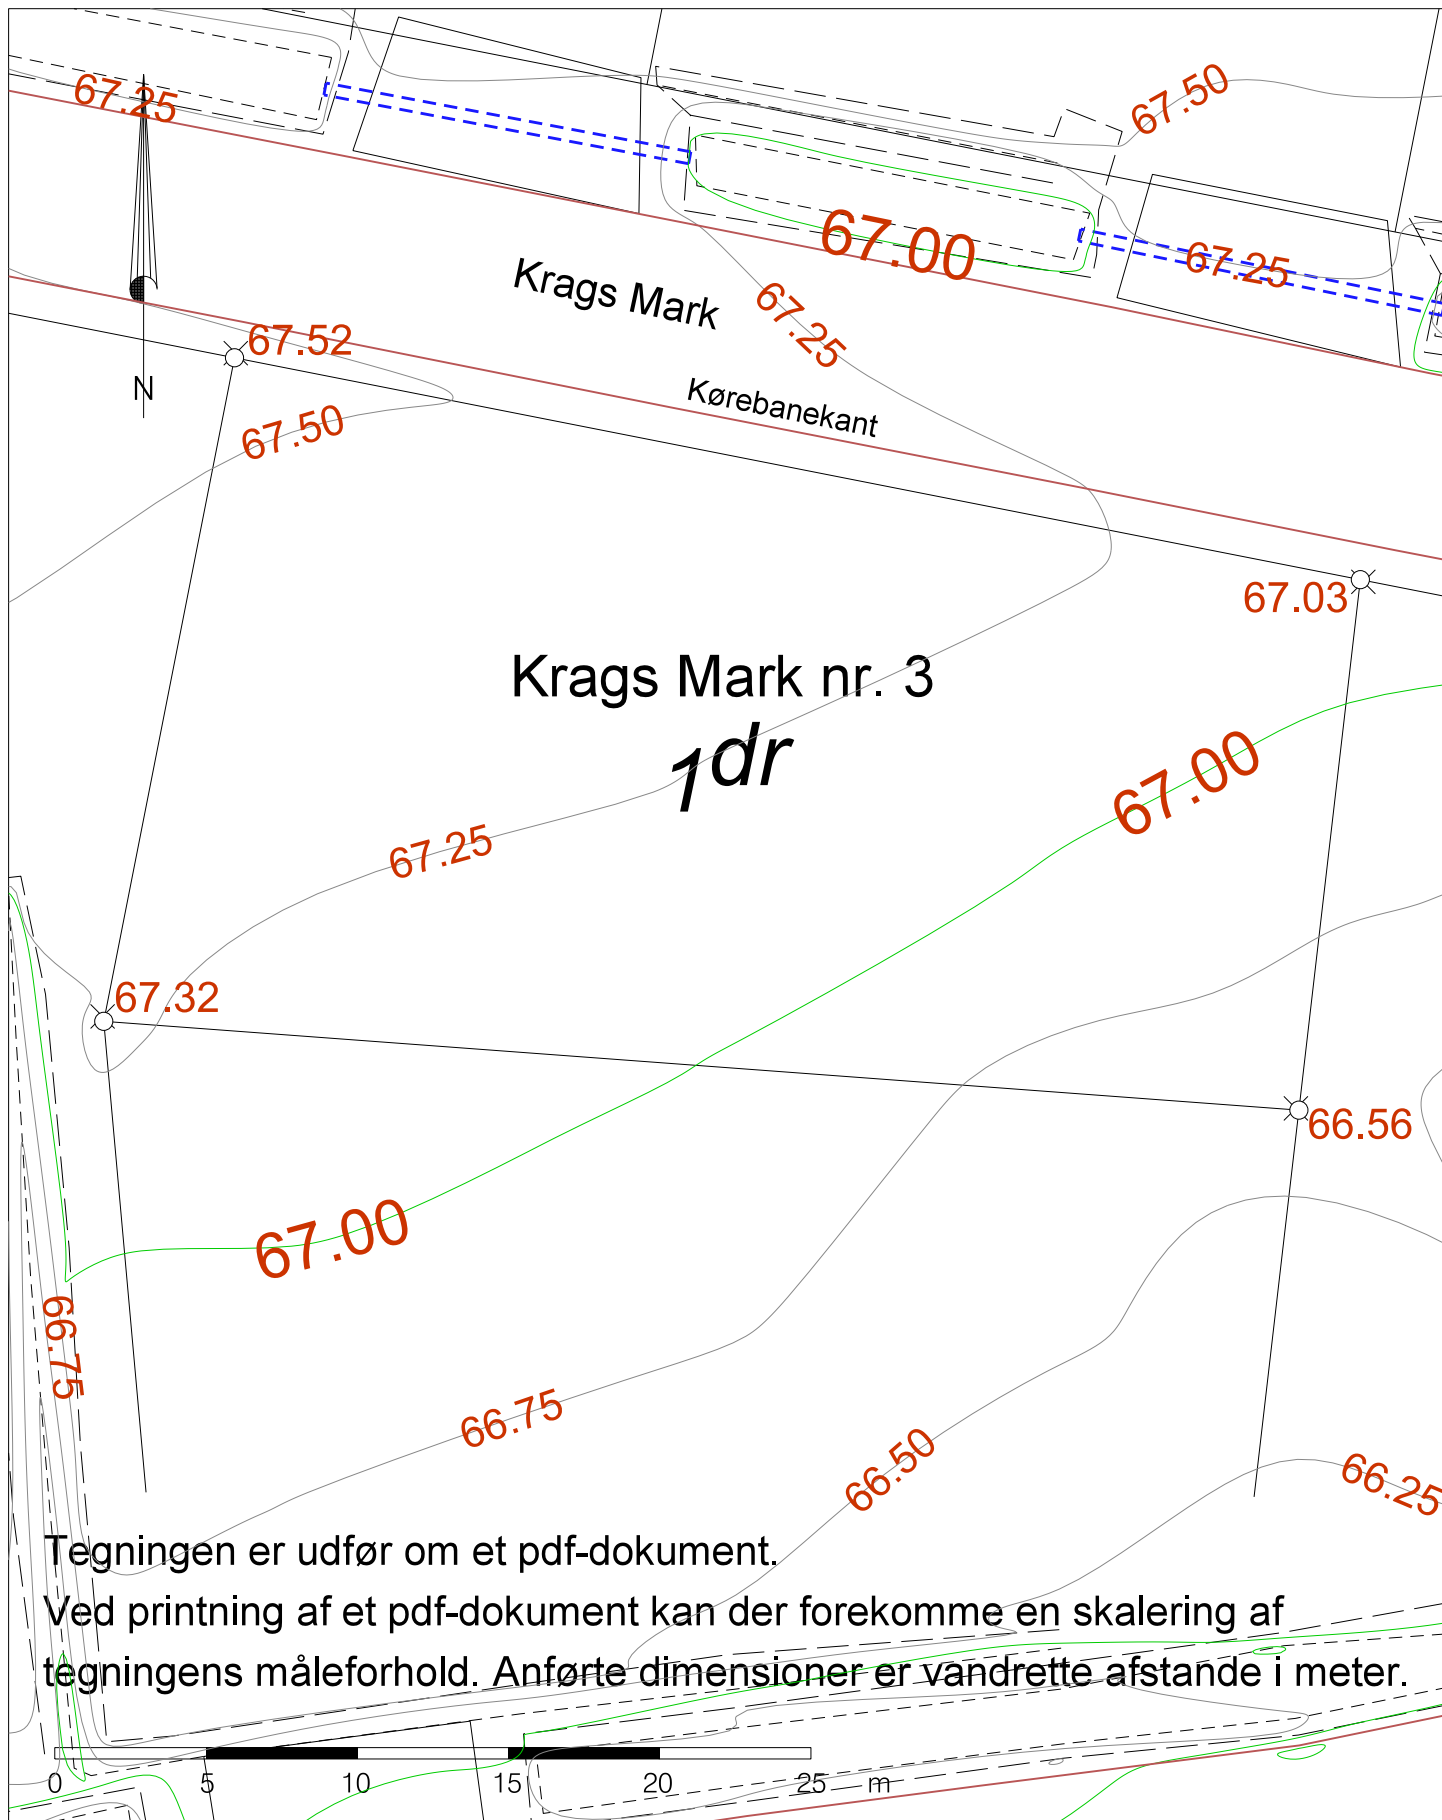 67.50
67.25
67.00
67.25
Krags Mark
67.25
67.52
N
Kørebanekant
67.50
67.03
Krags Mark nr. 3
1dr
67.00
67.25
67.32
66.56
67.00
66.75
66.75
66.50
66.25
Tegningen er udfør om et pdf-dokument.
Ved printning af et pdf-dokument kan der forekomme en skalering af
tegningens måleforhold. Anførte dimensioner er vandrette afstande i meter.
0 5 10 15 20 25 m